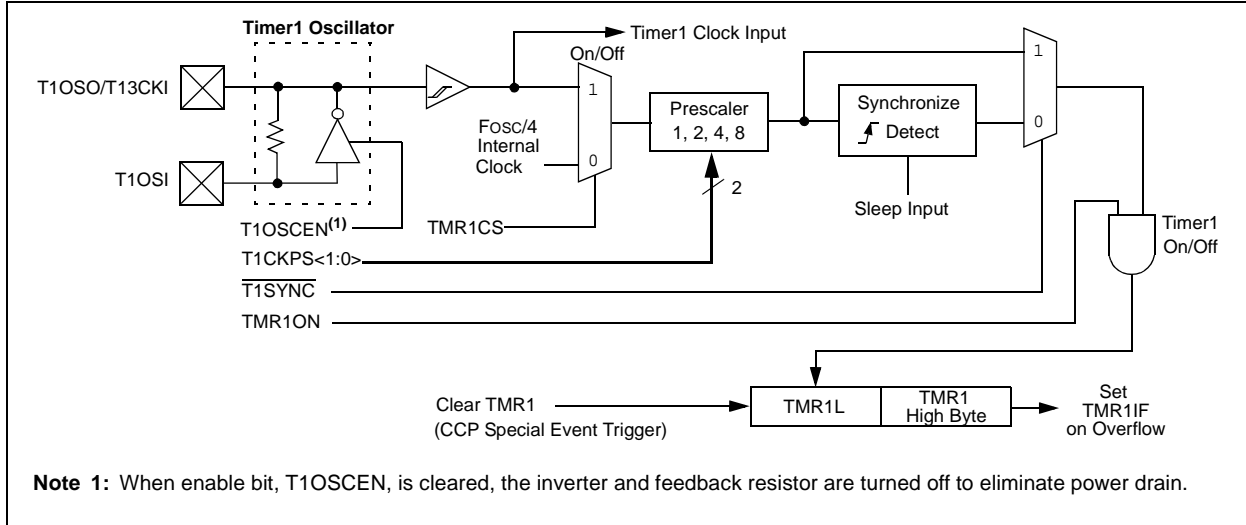 Timer1 Oscillator
Timer1 Clock Input
On/Off
T1OSO/T13CKI
1
1
Prescaler
1, 2, 4, 8
Synchronize
Detect
FOSC/4
Internal
Clock
0
0
T1OSI
2
Sleep Input
T1OSCEN(1)
TMR1CS
Timer1
On/Off
T1CKPS<1:0>
T1SYNC
TMR1ON
Clear TMR1
(CCP Special Event Trigger)
TMR1L
TMR1
High Byte
Set
TMR1IF
on Overflow
Note 1: When enable bit, T1OSCEN, is cleared, the inverter and feedback resistor are turned off to eliminate power drain.